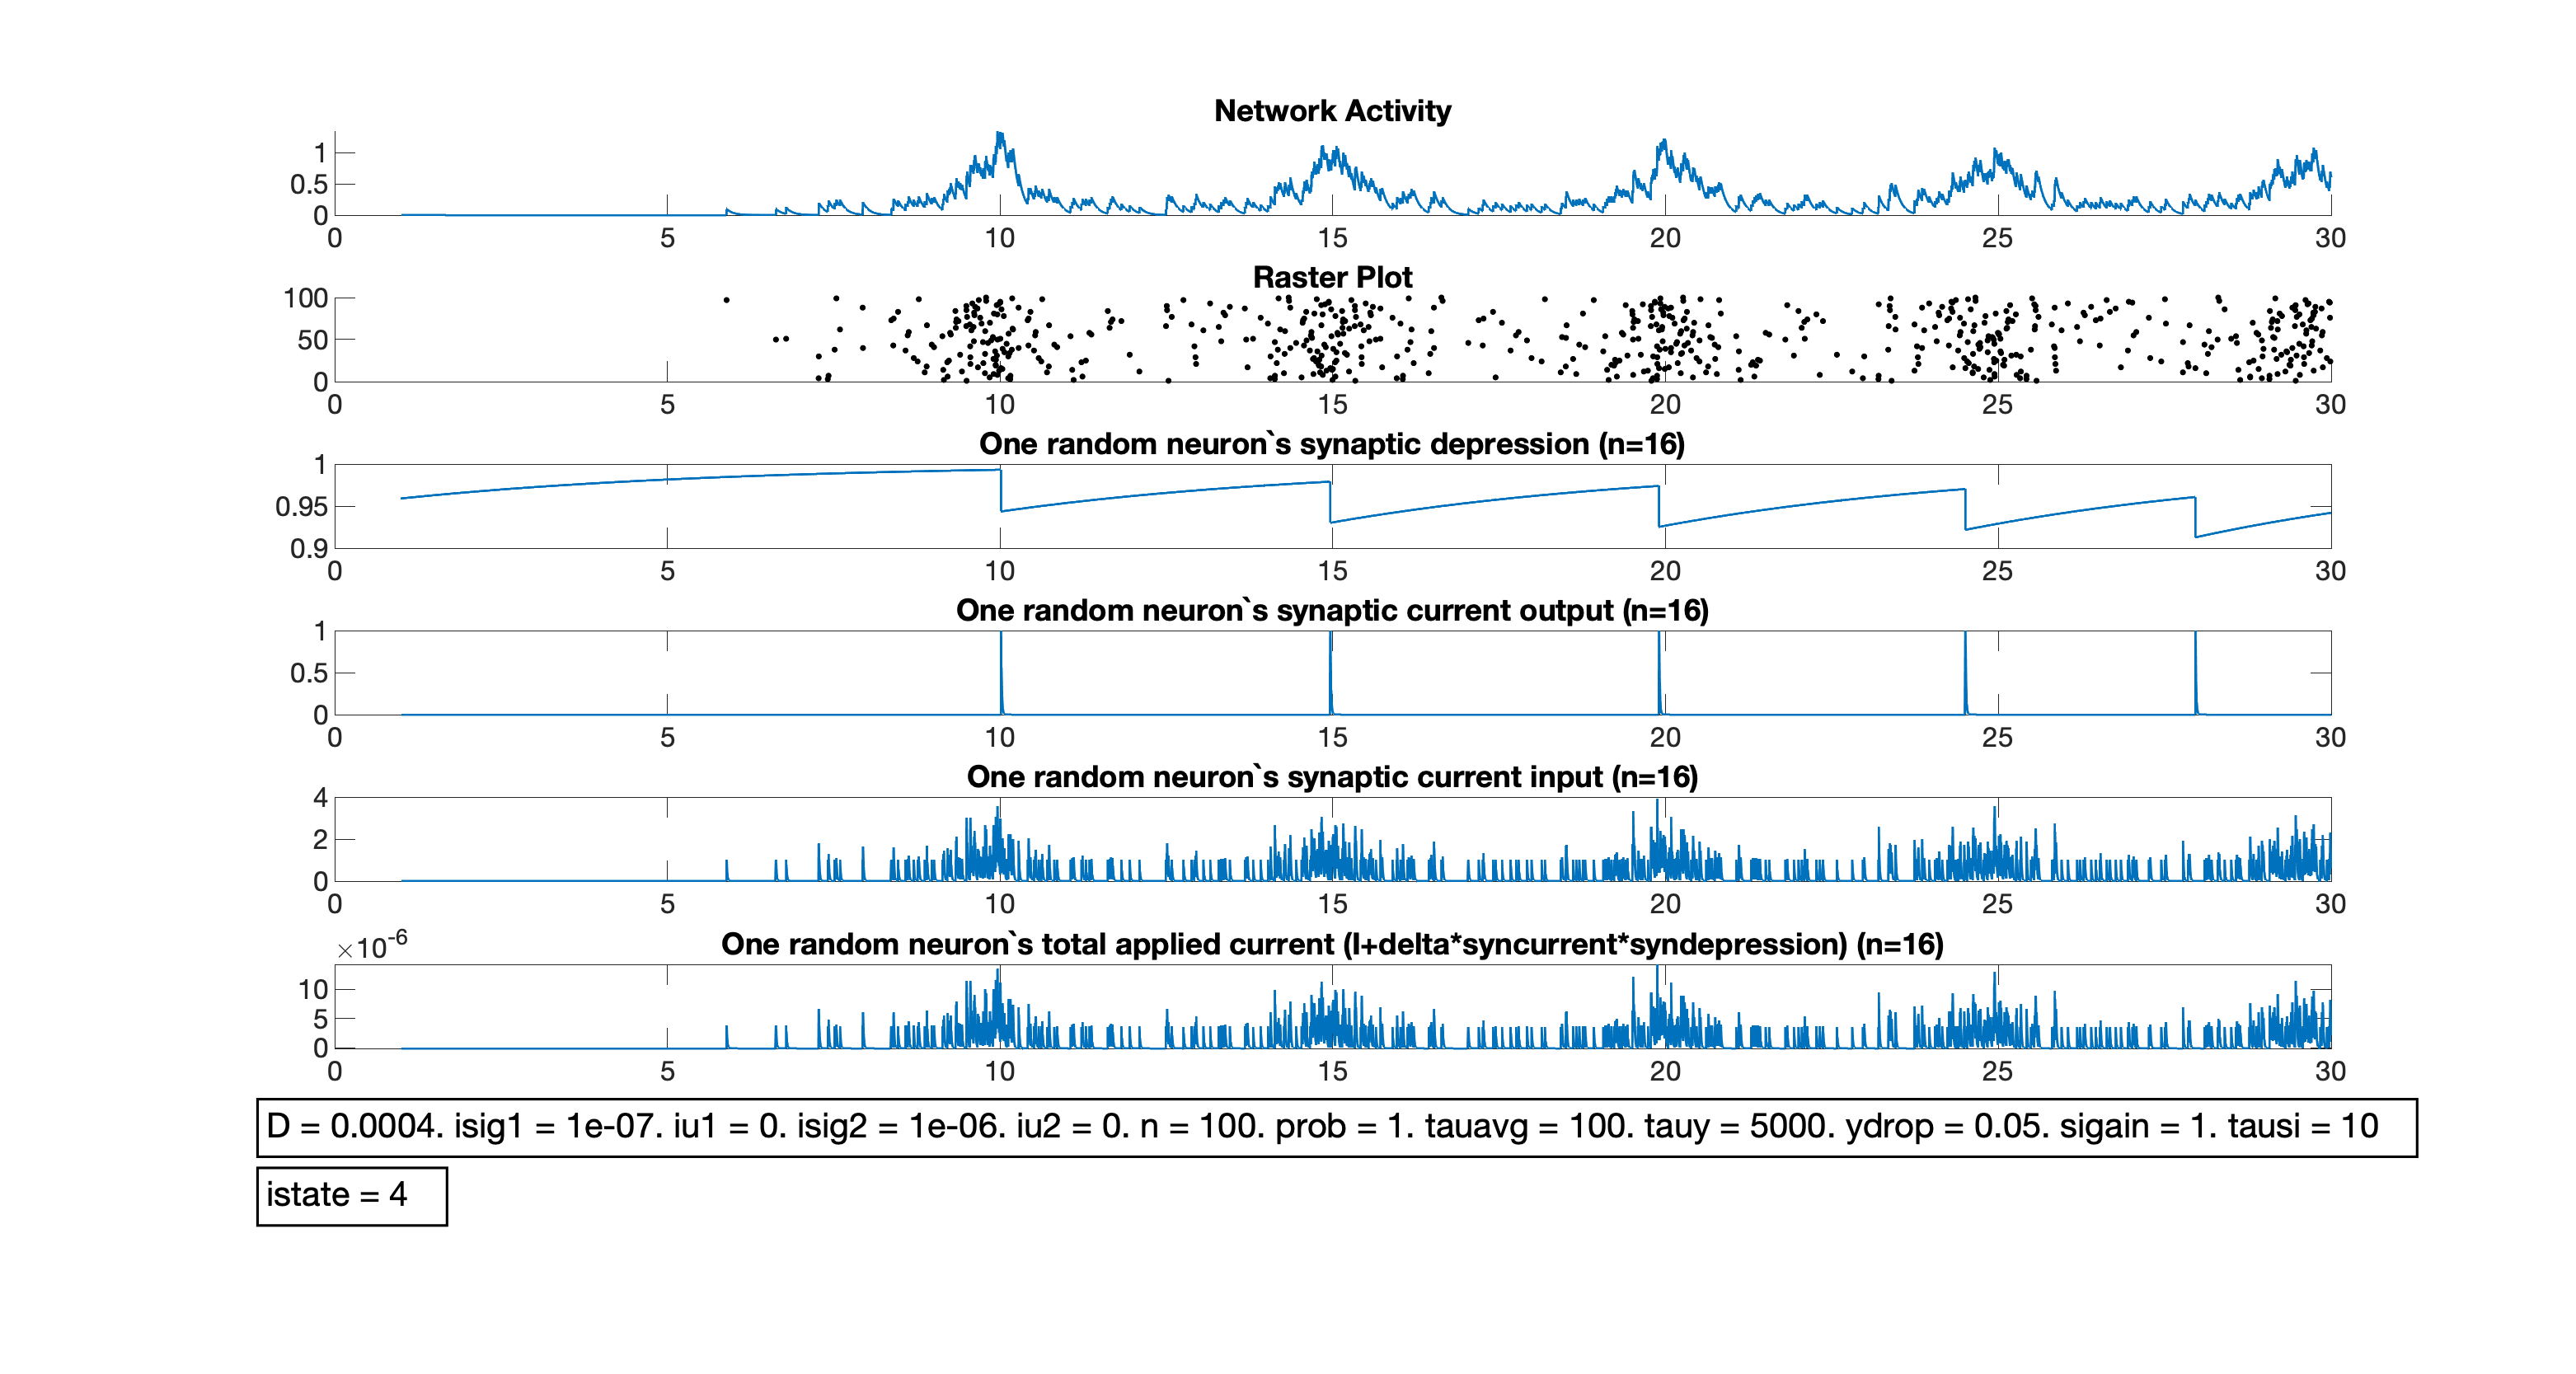 Network Activity
1
0.5
0
0 5 10 15 20 25 30
Raster Plot
100
50
0
0 5 10 15 20 25 30
One random neuron`s synaptic depression (n=16)
1
0.95
0.9
0 5 10 15 20 25 30
One random neuron`s synaptic current output (n=16)
1
0.5
0
0 5 10 15 20 25 30
One random neuron`s synaptic current input (n=16)
4
2
0
0 5 10 15 20 25 30
×10-6
One random neuron`s total applied current (I+delta*syncurrent*syndepression) (n=16)
10
5
0
0 5 10 15 20 25 30
D = 0.0004. isig1 = 1e-07. iu1 = 0. isig2 = 1e-06. iu2 = 0. n = 100. prob = 1. tauavg = 100. tauy = 5000. ydrop = 0.05. sigain = 1. tausi = 10
istate = 4